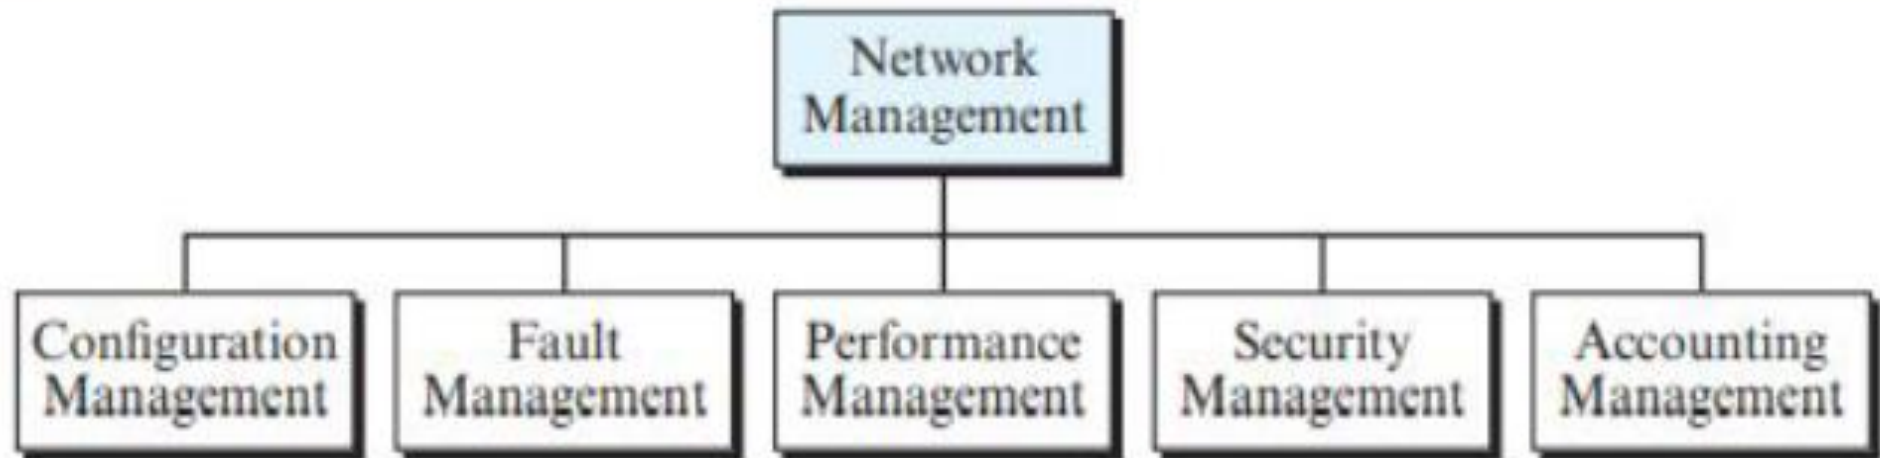 Network
Management
Configuration
Management
Fault
Management
Performance
Management
Security
Management
Accounting
Management